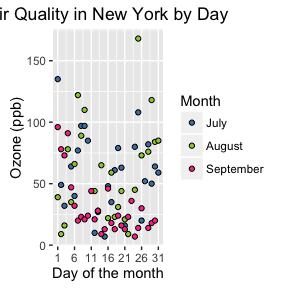 ir Quality in New York by Day
Ozone (ppb)
150
100
50
0
1 6 11 16 21 26 31
Day of the month
Month
July
August
September